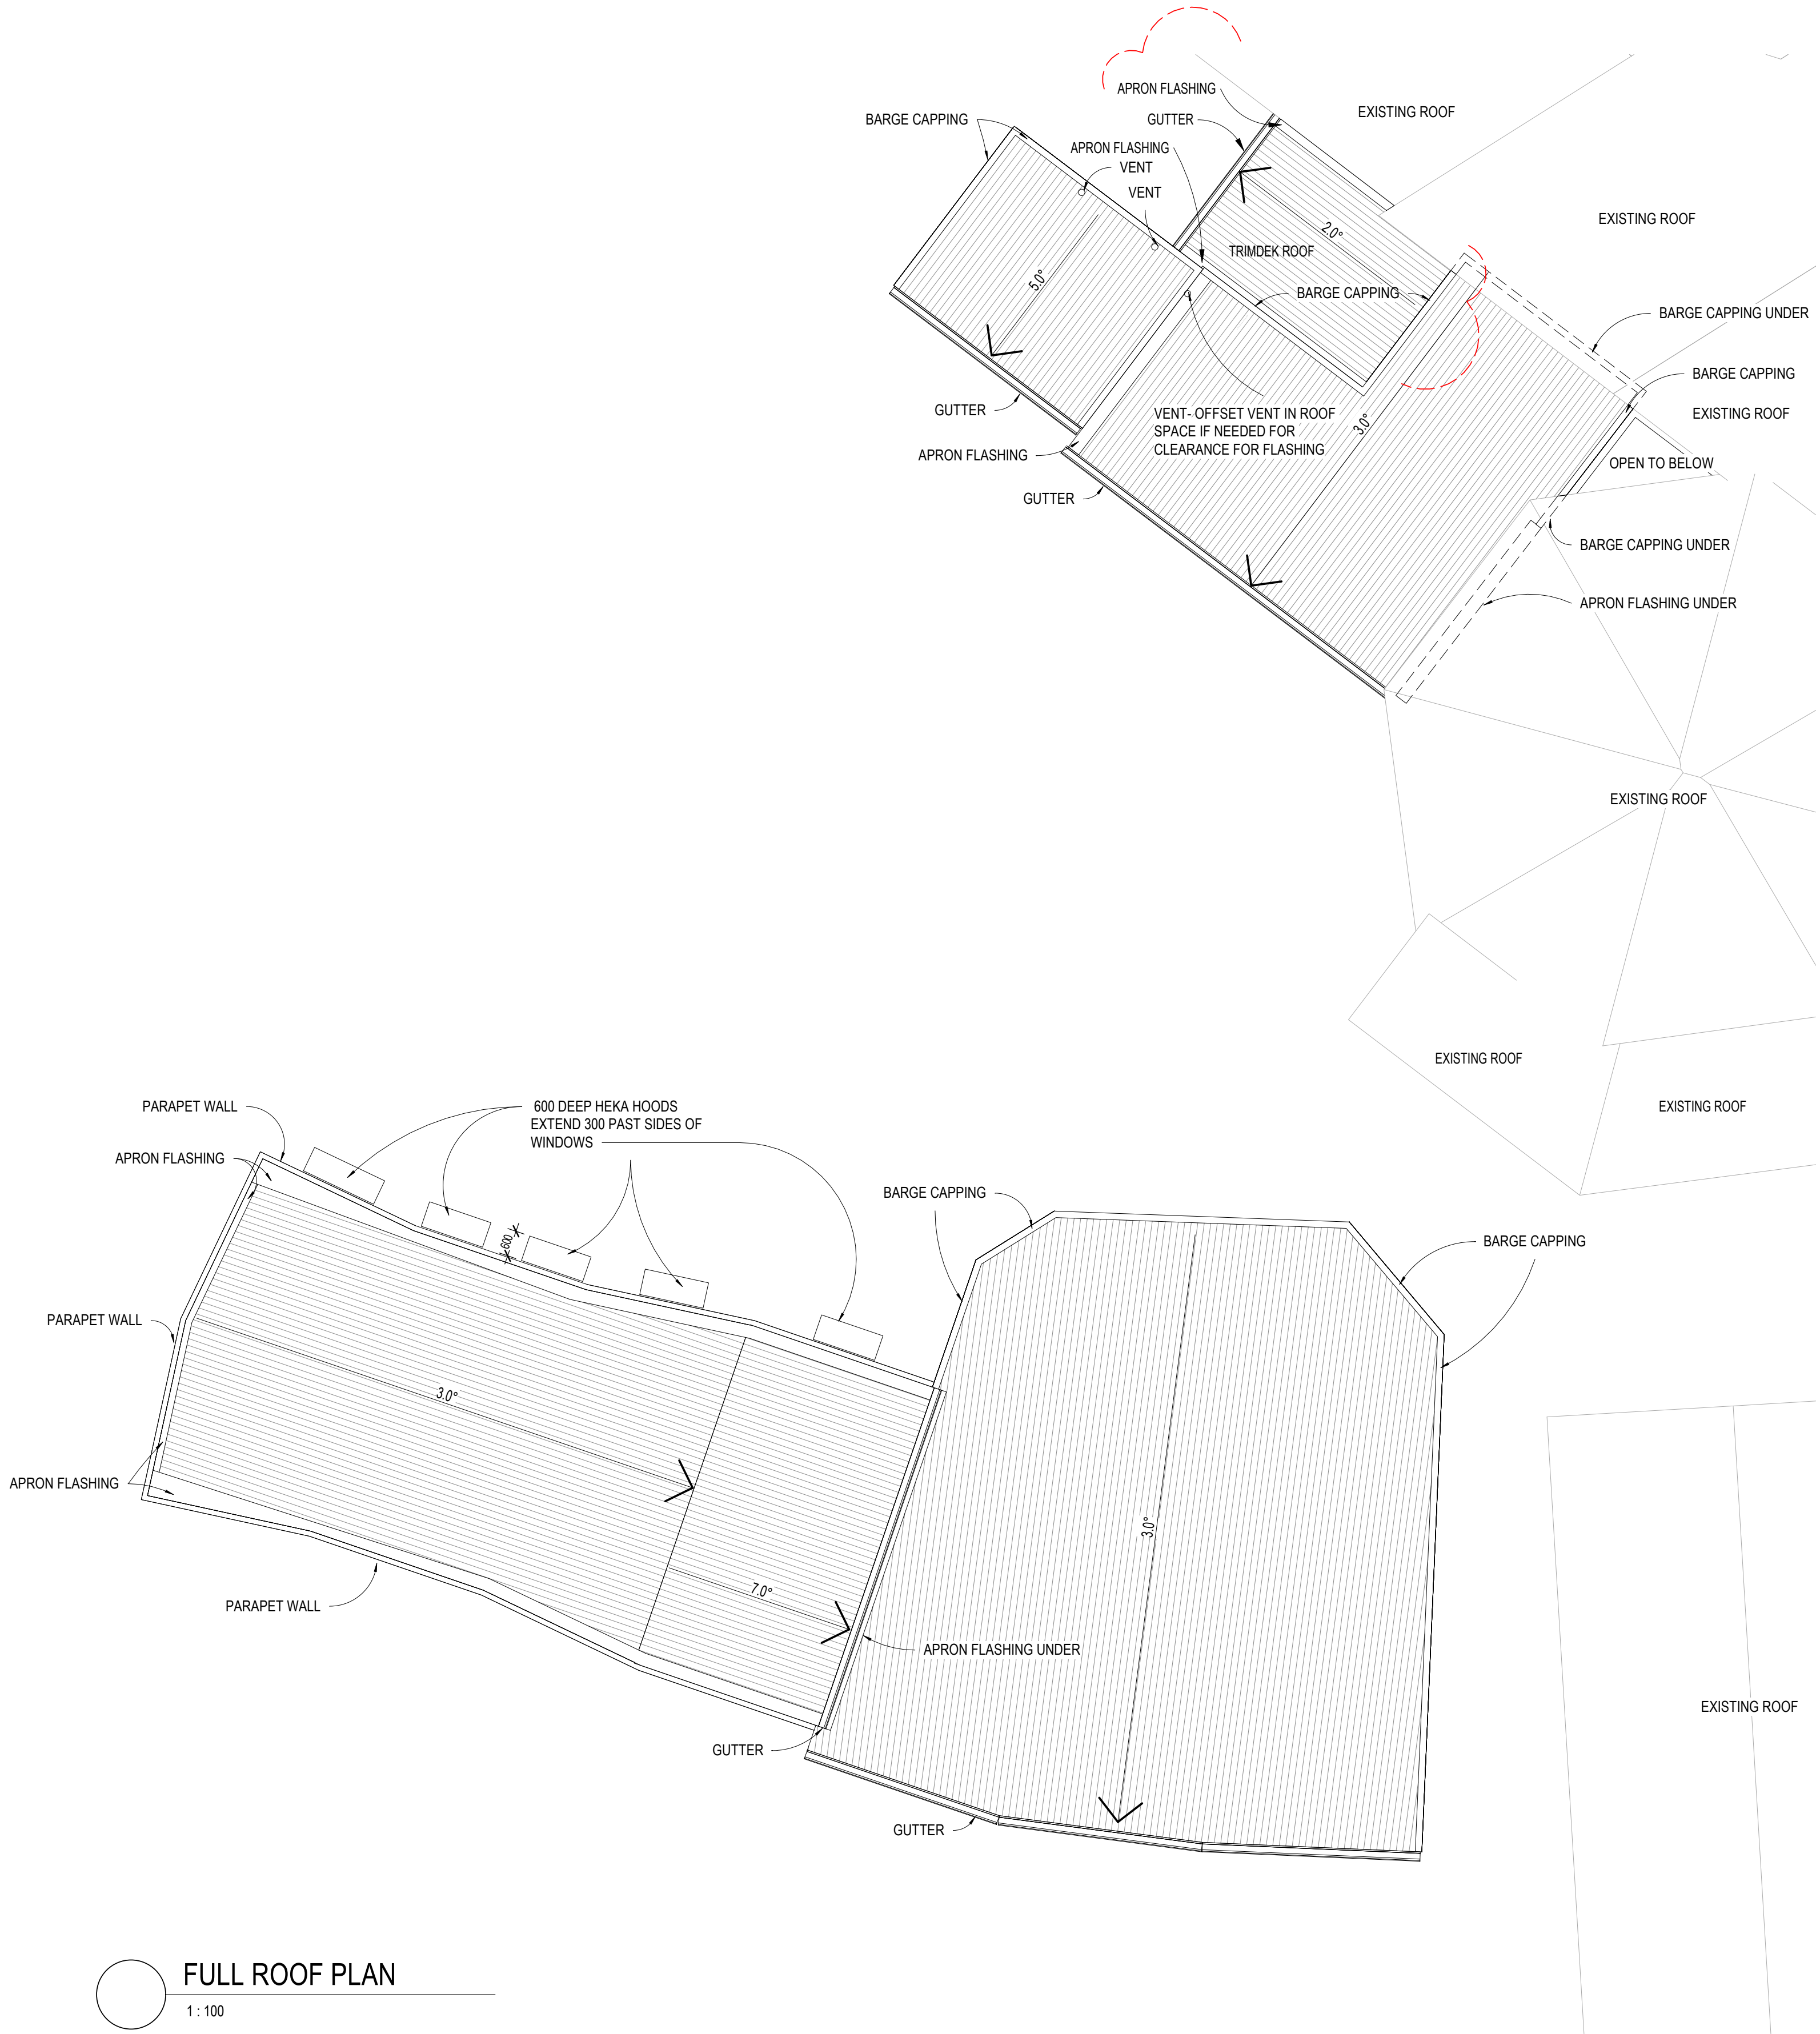 APRON FLASHING
EXISTING ROOF
BARGE CAPPING
GUTTER
APRON FLASHING
VENT
VENT
EXISTING ROOF
2.0°
TRIMDEK ROOF
5.0°
BARGE CAPPING
BARGE CAPPING UNDER
BARGE CAPPING
GUTTER
VENT- OFFSET VENT IN ROOF
SPACE IF NEEDED FOR
CLEARANCE FOR FLASHING
3.0°
EXISTING ROOF
APRON FLASHING
OPEN TO BELOW
GUTTER
BARGE CAPPING UNDER
APRON FLASHING UNDER
EXISTING ROOF
EXISTING ROOF
EXISTING ROOF
PARAPET WALL
600 DEEP HEKA HOODS
EXTEND 300 PAST SIDES OF
WINDOWS
APRON FLASHING
BARGE CAPPING
600
BARGE CAPPING
PARAPET WALL
3.0°
APRON FLASHING
3.0°
7.0°
PARAPET WALL
APRON FLASHING UNDER
EXISTING ROOF
GUTTER
GUTTER
FULL ROOF PLAN
1 : 100